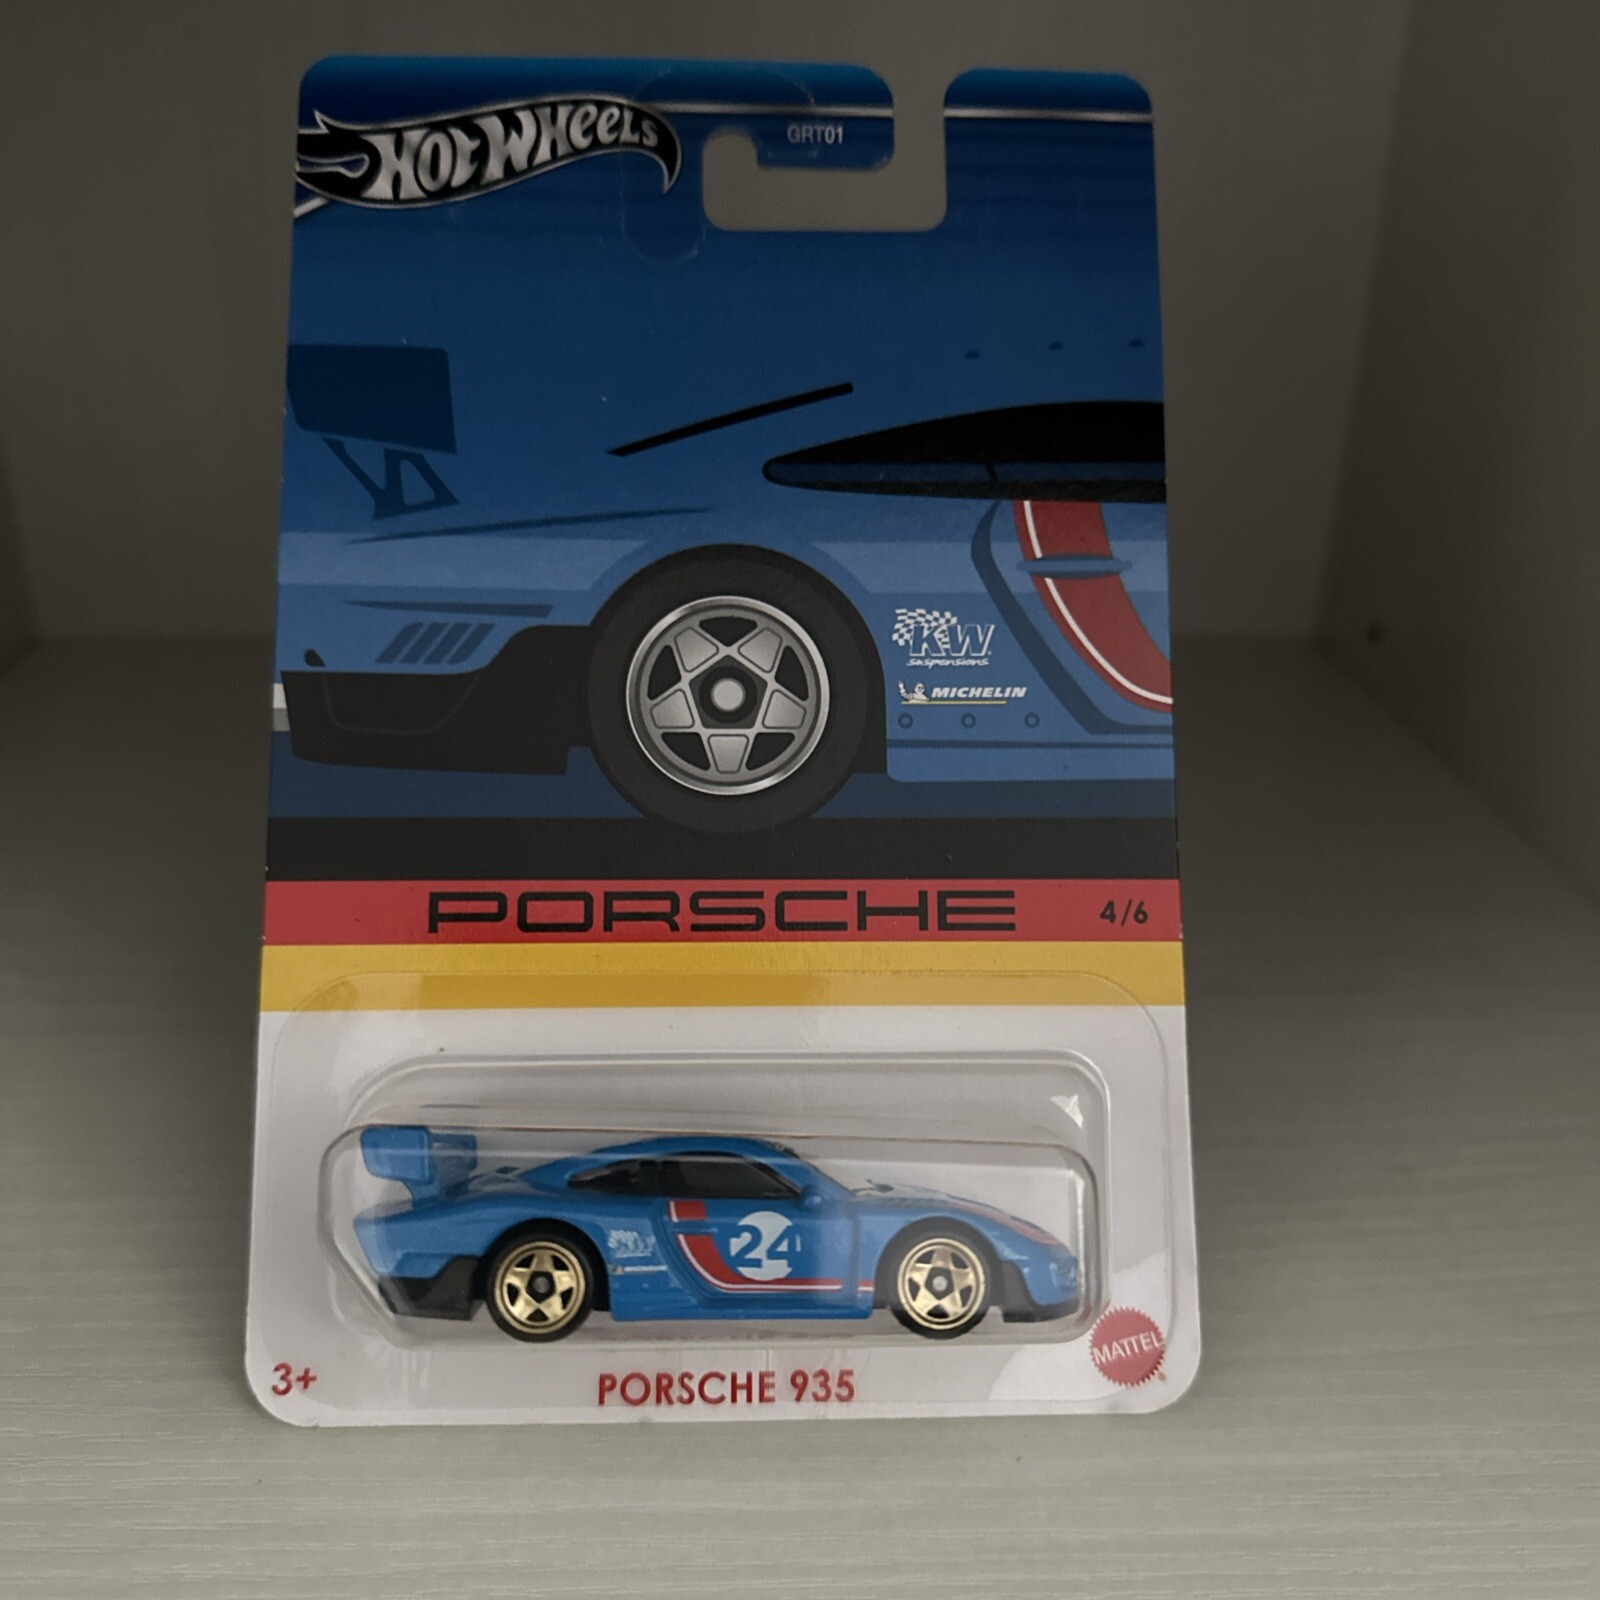 HOT WHEELS
GRT01
KW
suspensions
MICHELIN
PORSCHE 4/6
24
MATTEL
3+
PORSCHE 935